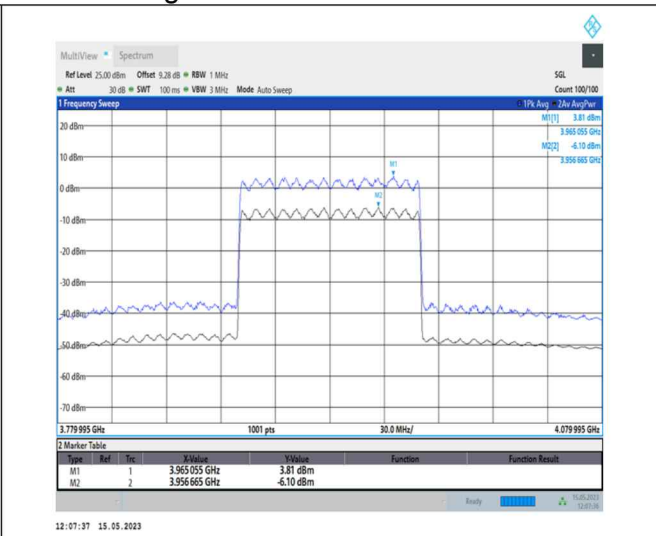 MultiView Spectrum
Ref Level 25.00 dBm Offset 9.28 dB RBW 1 MHz SGL
Att 30 dB SWT 100 ms VBW 3 MHz Mode Auto Sweep Count 100/100
1 Frequency Sweep 1Pk Avg 2Av AvgPwr
M1[1] 3.81 dBm
3.965 055 GHz
M2[2] -6.10 dBm
3.956 665 GHz
20 dBm
10 dBm
M1
0 dBm
M2
-10 dBm
-20 dBm
-30 dBm
-40 dBm
-50 dBm
-60 dBm
-70 dBm
3.779 995 GHz 1001 pts 30.0 MHz/ 4.079 995 GHz
2 Marker Table
Type Ref Trc X-Value Y-Value Function Function Result
M1 1 3.965 055 GHz 3.81 dBm
M2 2 3.956 665 GHz -6.10 dBm
Ready 15.05.2023
12:07:36
12:07:37 15.05.2023